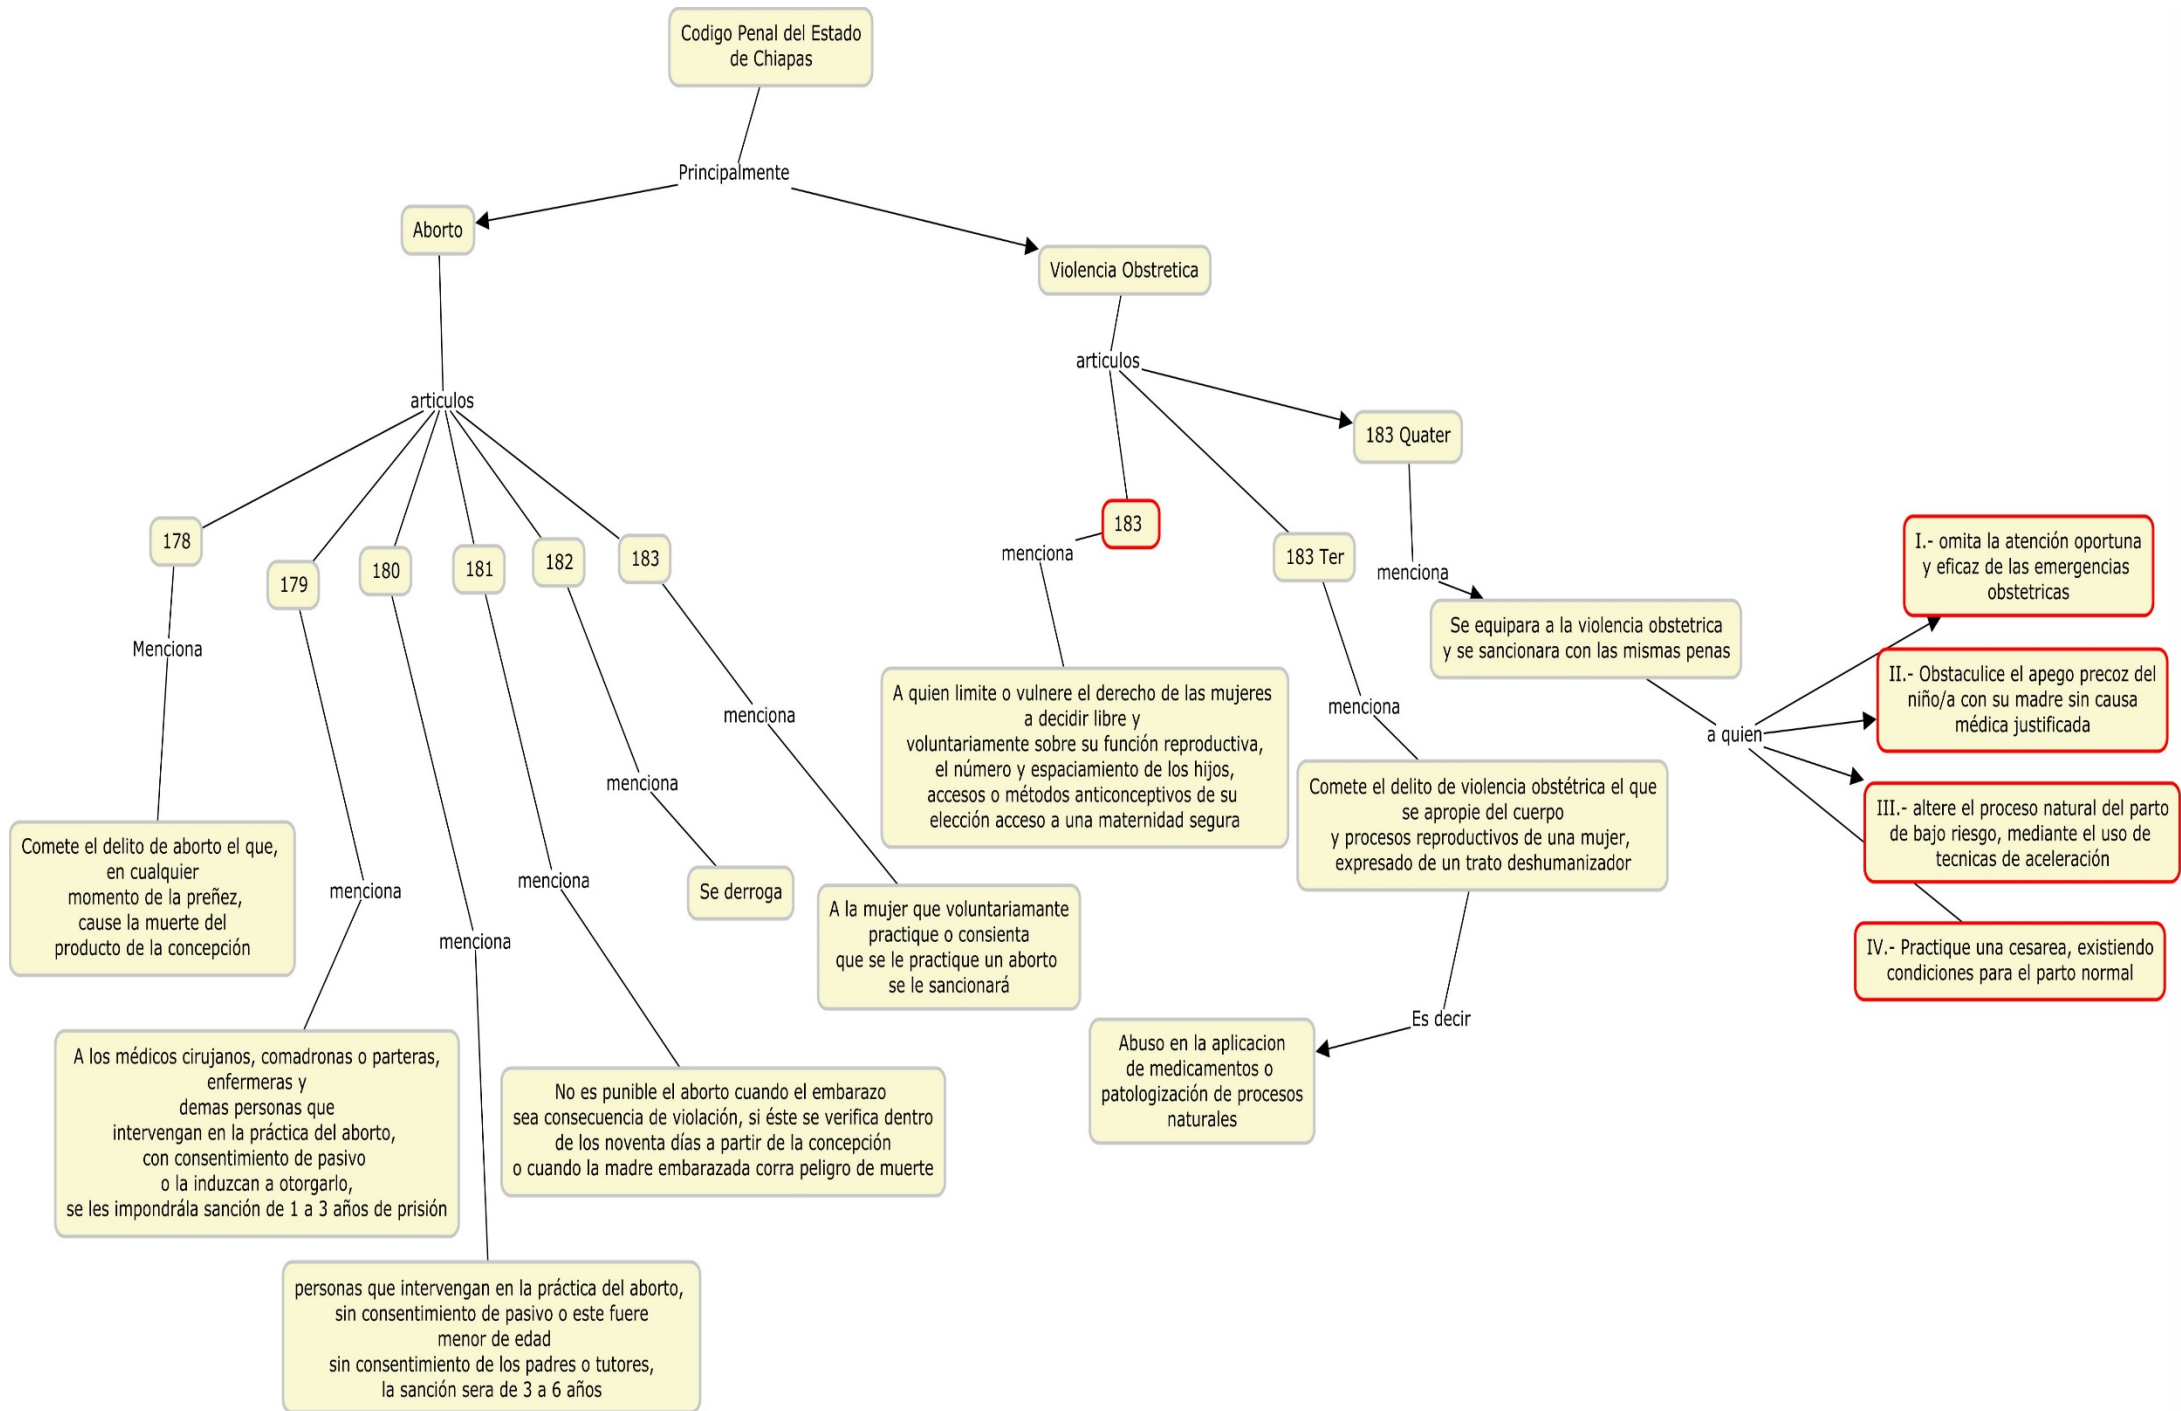 Codigo Penal del Estado
de Chiapas
Principalmente
Aborto
Violencia Obstretica
articulos
articulos
183 Quater
178
179
180
181
182
183
183
183 Ter
menciona
menciona
I.- omita la atención oportuna
y eficaz de las emergencias
obstetricas
Se equipara a la violencia obstetrica
y se sancionara con las mismas penas
II.- Obstaculice el apego precoz del
niño/a con su madre sin causa
médica justificada
a quien
III.- altere el proceso natural del parto
de bajo riesgo, mediante el uso de
tecnicas de aceleración
IV.- Practique una cesarea, existiendo
condiciones para el parto normal
Menciona
menciona
menciona
menciona
A quien limite o vulnere el derecho de las mujeres
a decidir libre y
voluntariamente sobre su función reproductiva,
el número y espaciamiento de los hijos,
accesos o métodos anticonceptivos de su
elección acceso a una maternidad segura
Comete el delito de violencia obstétrica el que
se apropie del cuerpo
y procesos reproductivos de una mujer,
expresado de un trato deshumanizador
Comete el delito de aborto el que,
en cualquier
momento de la preñez,
cause la muerte del
producto de la concepción
menciona
menciona
menciona
Se derroga
A la mujer que voluntariamante
practique o consienta
que se le practique un aborto
se le sancionará
Es decir
Abuso en la aplicacion
de medicamentos o
patologización de procesos
naturales
A los médicos cirujanos, comadronas o parteras,
enfermeras y
demas personas que
intervengan en la práctica del aborto,
con consentimiento de pasivo
o la induzcan a otorgarlo,
se les impondrála sanción de 1 a 3 años de prisión
No es punible el aborto cuando el embarazo
sea consecuencia de violación, si éste se verifica dentro
de los noventa días a partir de la concepción
o cuando la madre embarazada corra peligro de muerte
personas que intervengan en la práctica del aborto,
sin consentimiento de pasivo o este fuere
menor de edad
sin consentimiento de los padres o tutores,
la sanción sera de 3 a 6 años